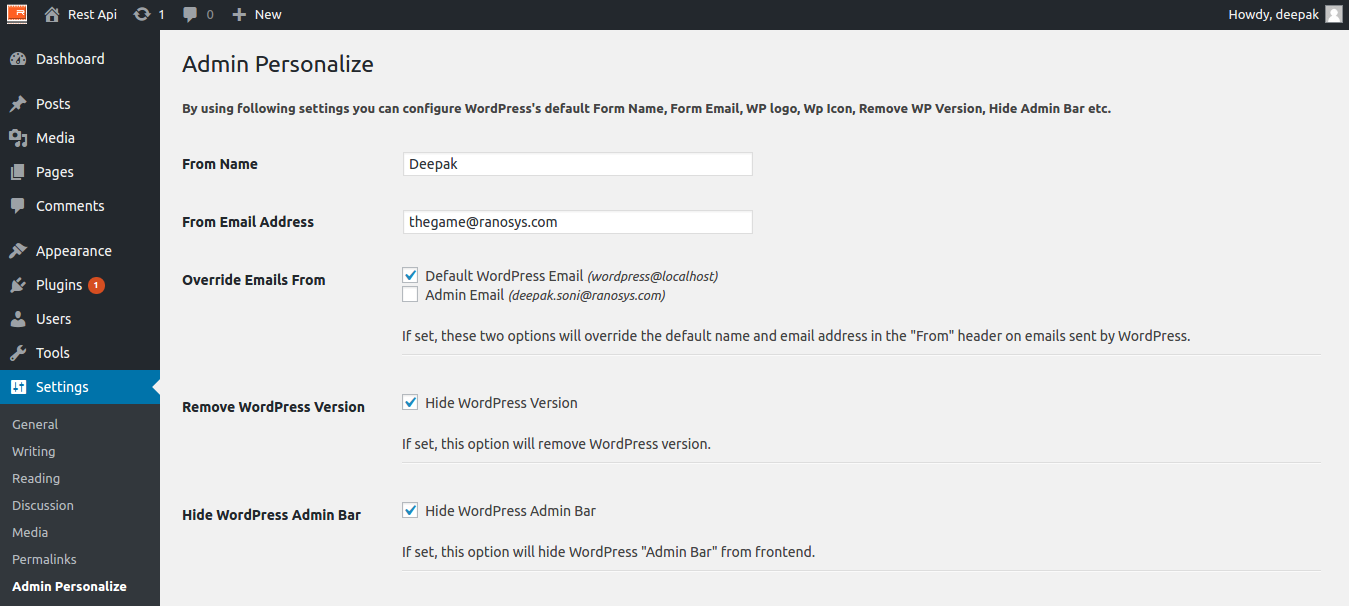 Rest Api 1 0 New Howdy, deepak
Dashboard
Posts
Media
Pages
Comments
Appearance
Plugins 1
Users
Tools
Settings
General
Writing
Reading
Discussion
Media
Permalinks
Admin Personalize
Admin Personalize
By using following settings you can configure WordPress's default Form Name, Form Email, WP logo, Wp Icon, Remove WP Version, Hide Admin Bar etc.
From Name Deepak
From Email Address thegame@ranosys.com
Override Emails From Default WordPress Email (wordpress@localhost)
Admin Email (deepak.soni@ranosys.com)
If set, these two options will override the default name and email address in the "From" header on emails sent by WordPress.
Remove WordPress Version Hide WordPress Version
If set, this option will remove WordPress version.
Hide WordPress Admin Bar Hide WordPress Admin Bar
If set, this option will hide WordPress "Admin Bar" from frontend.